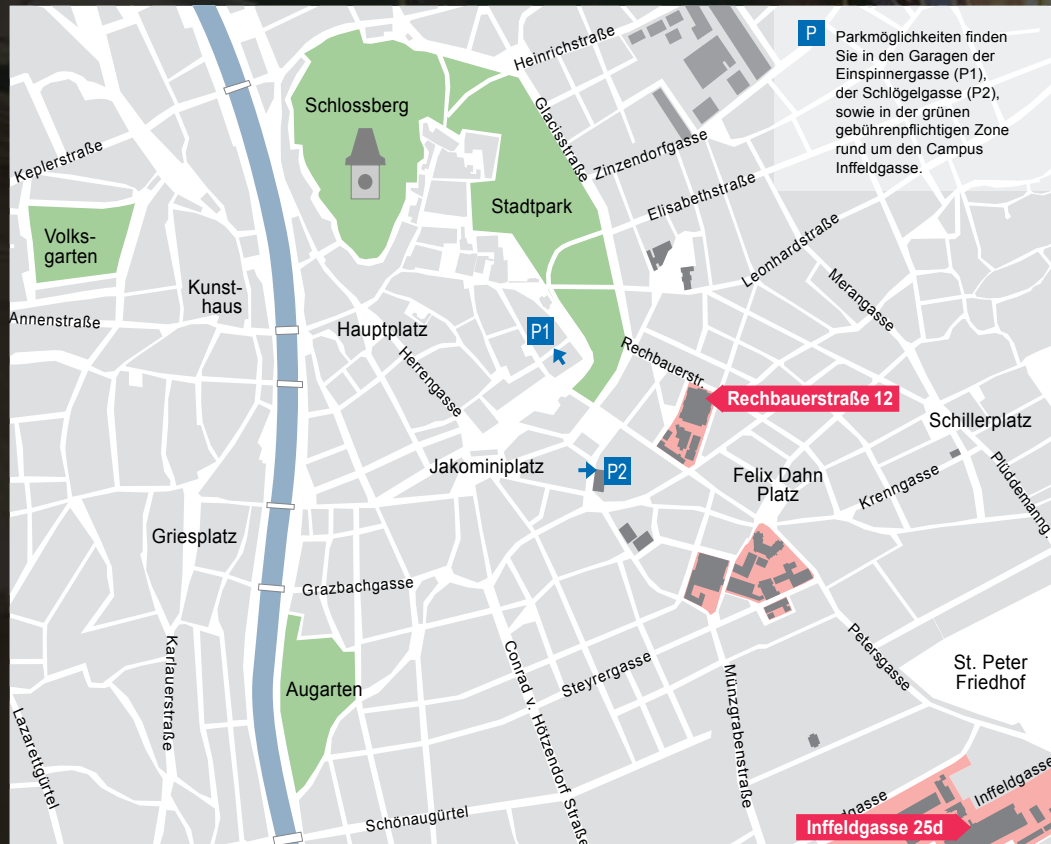 P
Parkmöglichkeiten finden
Sie in den Garagen der
Einspinnergasse (P1),
der Schlögelgasse (P2),
sowie in der grünen
gebührenpflichtigen Zone
rund um den Campus
Inffeldgasse.
Heinrichstraße
Schlossberg
Glacisstraße
Keplerstraße
Zinzendorfgasse
Stadtpark
Elisabethstraße
Volks-
garten
Leonhardstraße
Kunst-
haus
Merangasse
Annenstraße
Hauptplatz
P1
Herrengasse
Rechbauerstr.
Rechbauerstraße 12
Schillerplatz
Jakominiplatz
P2
Felix Dahn
Platz
Krenngasse
Plüddemanng.
Griesplatz
Grazbachgasse
Karlauerstraße
Augarten
Conrad v. Hötzendorf Straße
Steyrergasse
Münzgrabenstraße
Petersgasse
St. Peter
Friedhof
Lazarettgürtel
Schönaugürtel
dgasse
Inffeldgasse
Inffeldgasse 25d